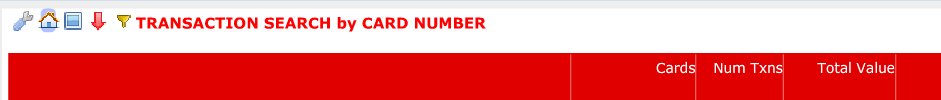 TRANSACTION SEARCH by CARD NUMBER
Cards Num Txns Total Value